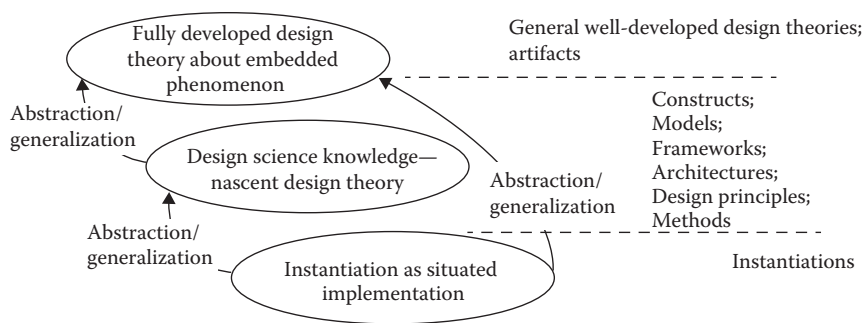 Fully developed design
theory about embedded
phenomenon
General well-developed design theories;
artifacts
Abstraction/
generalization
Constructs;
Models;
Frameworks;
Architectures;
Design principles;
Methods
Design science knowledge—
nascent design theory
Abstraction/
generalization
Abstraction/
generalization
Instantiation as situated
implementation
Instantiations